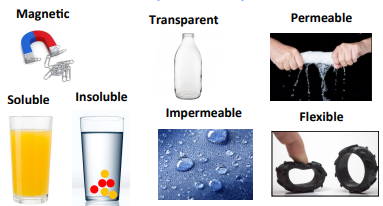 Magnetic
Transparent
Permeable
Soluble
Insoluble
Impermeable
Flexible